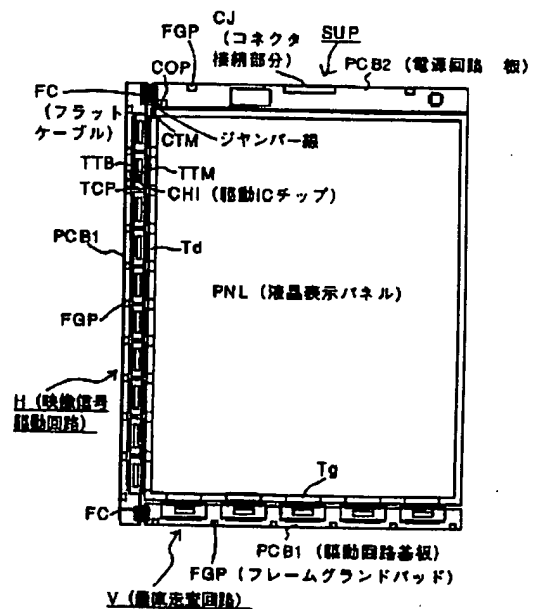 CJ
FGP
(コネクタ
SUP
接続部分)
COP
PCB2 (電源回路 板)
FC
(フラット
ケーブル)
CTM
ジャンパー線
TTB
TTM
TCP
CHI (駆動ICチップ)
PCB1
Td
PNL (液晶表示パネル)
FGP
H (映像信号
駆動回路)
Tg
FC
PCB1 (駆動回路基板)
FGP (フレームグランドパッド)
V (垂直走査回路)